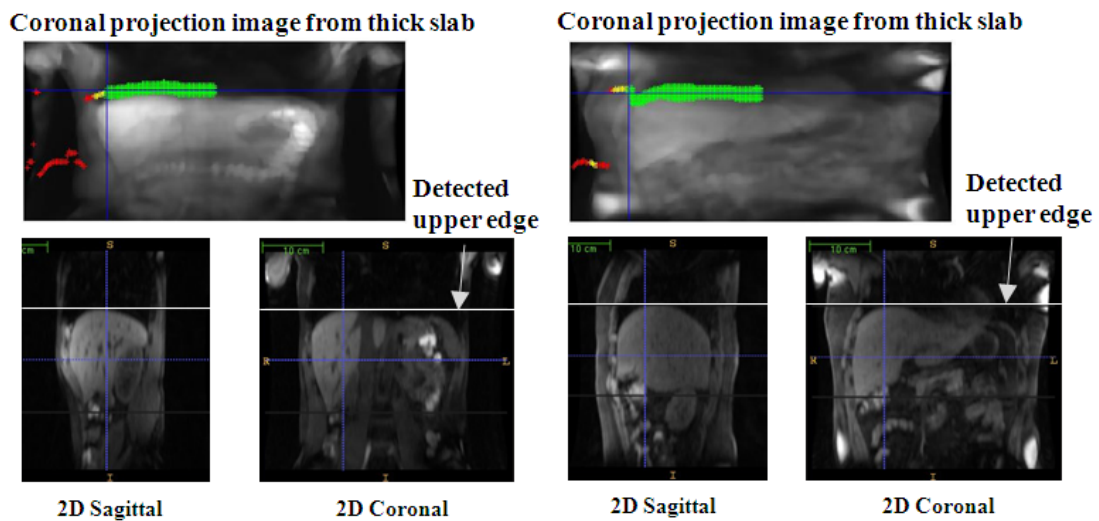 Coronal projection image from thick slab
Coronal projection image from thick slab
Detected
upper edge
Detected
upper edge
cm
S
10 cm
S
cm
S
10 cm
S
R
L
R
L
I
I
I
I
2D Sagittal
2D Coronal
2D Sagittal
2D Coronal